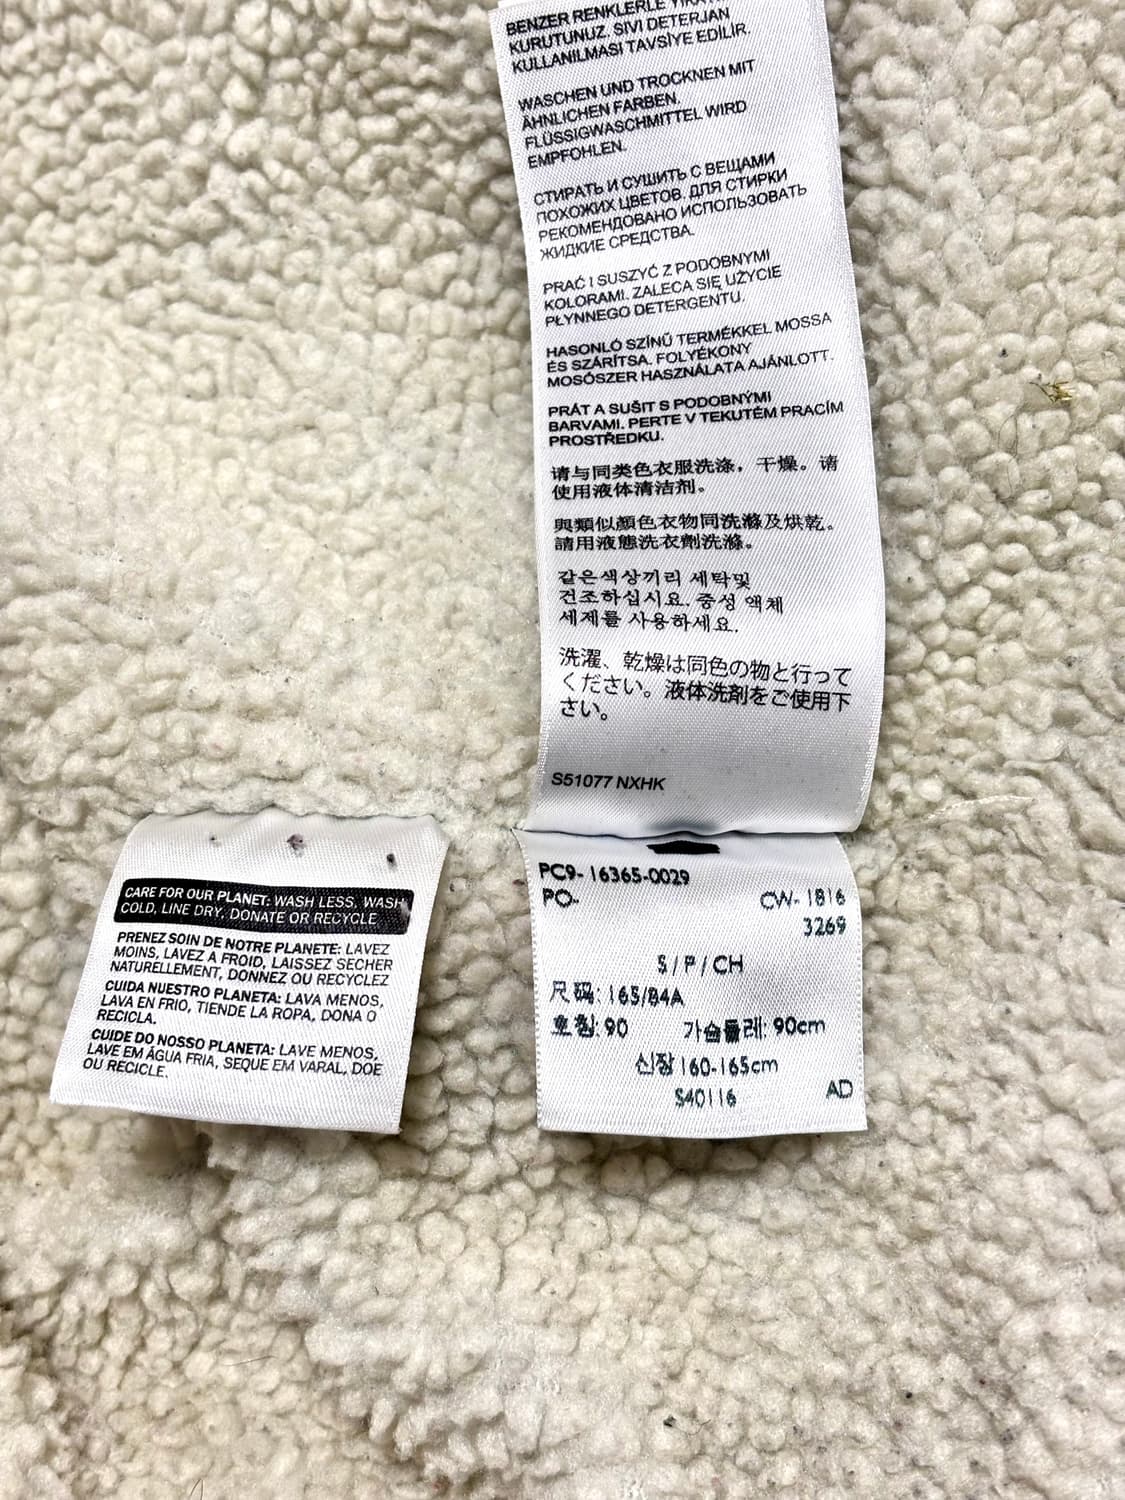 BENZER RENKLERLE
KURUTUNUZ. SIVI DETERJAN
KULLANILMASI TAVSİYE EDİLİR.
WASCHEN UND TROCKNEN MIT
ÄHNLICHEN FARBEN.
FLÜSSIGWASCHMITTEL WIRD
EMPFOHLEN.
СТИРАТЬ И СУШИТЬ С ВЕЩАМИ
ПОХОЖИХ ЦВЕТОВ. ДЛЯ СТИРКИ
РЕКОМЕНДОВАНО ИСПОЛЬЗОВАТЬ
ЖИДКИЕ СРЕДСТВА.
PRAĆ I SUSZYĆ Z PODOBNYMI
KOLORAMI. ZALECA SIĘ UŻYCIE
PŁYNNEGO DETERGENTU.
HASONLÓ SZÍNŰ TERMÉKKEL MOSSA
ÉS SZÁRÍTSA. FOLYÉKONY
MOSÓSZER HASZNÁLATA AJÁNLOTT.
PRÁT A SUŠIT S PODOBNÝMI
BARVAMI. PERTE V TEKUTÉM PRACÍM
PROSTŘEDKU.
请与同类色衣服洗涤，干燥。请
使用液体清洁剂。
與類似顏色衣物同洗滌及烘乾。
請用液態洗衣劑洗滌。
같은색상끼리 세탁및
건조하십시요. 중성 액체
세제를 사용하세요.
洗濯、乾燥は同色の物と行って
ください。液体洗剤をご使用下
さい。
S51077 NXHK
PC9- 16365-0029
PO-
CW- 1816
3269
S / P / CH
尺码: 165/84A
호칭: 90 가슴둘레: 90cm
신장 160-165cm
S40116
AD
CARE FOR OUR PLANET: WASH LESS, WASH
COLD, LINE DRY, DONATE OR RECYCLE
PRENEZ SOIN DE NOTRE PLANETE: LAVEZ
MOINS, LAVEZ A FROID, LAISSEZ SECHER
NATURELLEMENT, DONNEZ OU RECYCLEZ
CUIDA NUESTRO PLANETA: LAVA MENOS,
LAVA EN FRIO, TIENDE LA ROPA, DONA O
RECICLA.
CUIDE DO NOSSO PLANETA: LAVE MENOS,
LAVE EM ÁGUA FRIA, SEQUE EM VARAL, DOE
OU RECICLE.